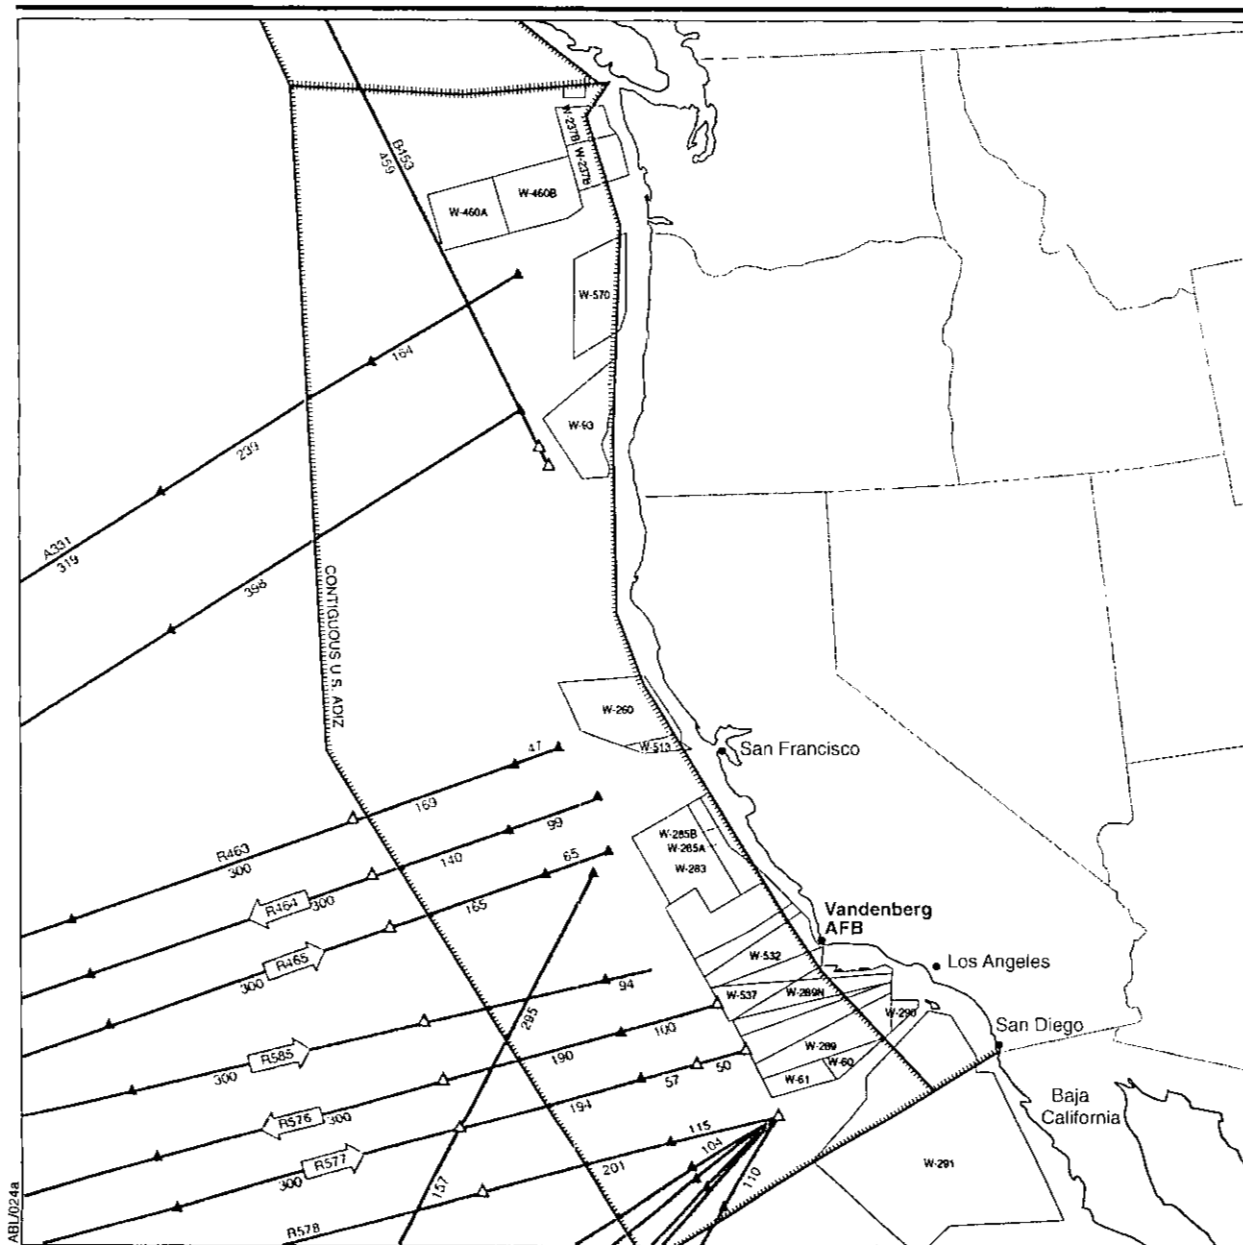 B453
459
W-237B
W-237B
W-460B
W-460A
W-570
164
W-93
239
A331
319
398
CONTIGUOUS U.S. ADIZ
W-260
W-513
San Francisco
47
169
R463
300
99
140
R464
300
65
165
R465
300
W-285B
W-285A
W-283
Vandenberg
AFB
W-532
Los Angeles
94
W-537
W-289N
W-290
295
R585
300
100
190
San Diego
W-289
W-60
W-61
R576
300
50
57
194
Baja
California
R577
300
115
104
201
110
W-291
157
R578
ABL/024a